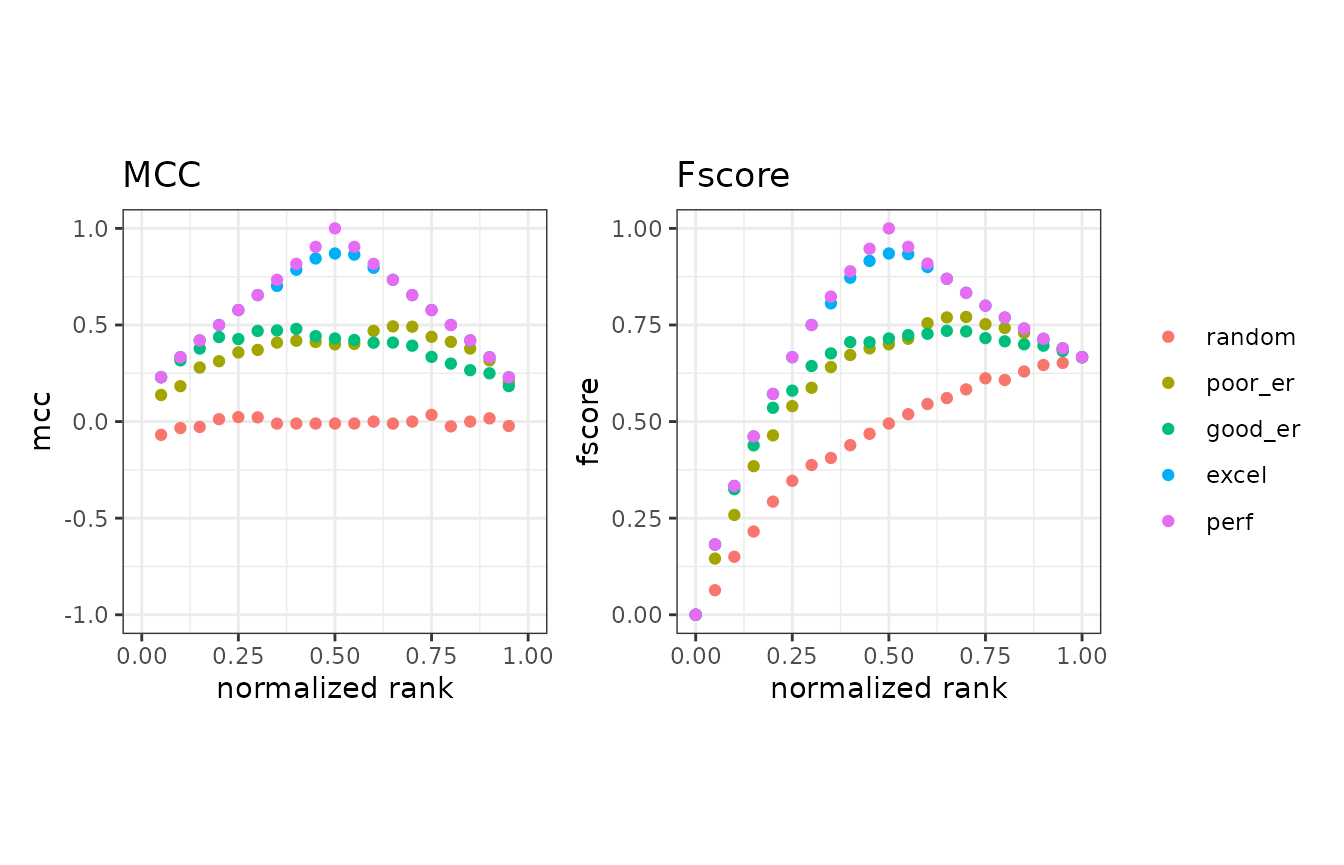 MCC
1.0
0.5
0.0
-0.5
-1.0
mcc
0.00 0.25 0.50 0.75 1.00
normalized rank
Fscore
1.00
0.75
0.50
0.25
0.00
fscore
0.00 0.25 0.50 0.75 1.00
normalized rank
random
poor_er
good_er
excel
perf